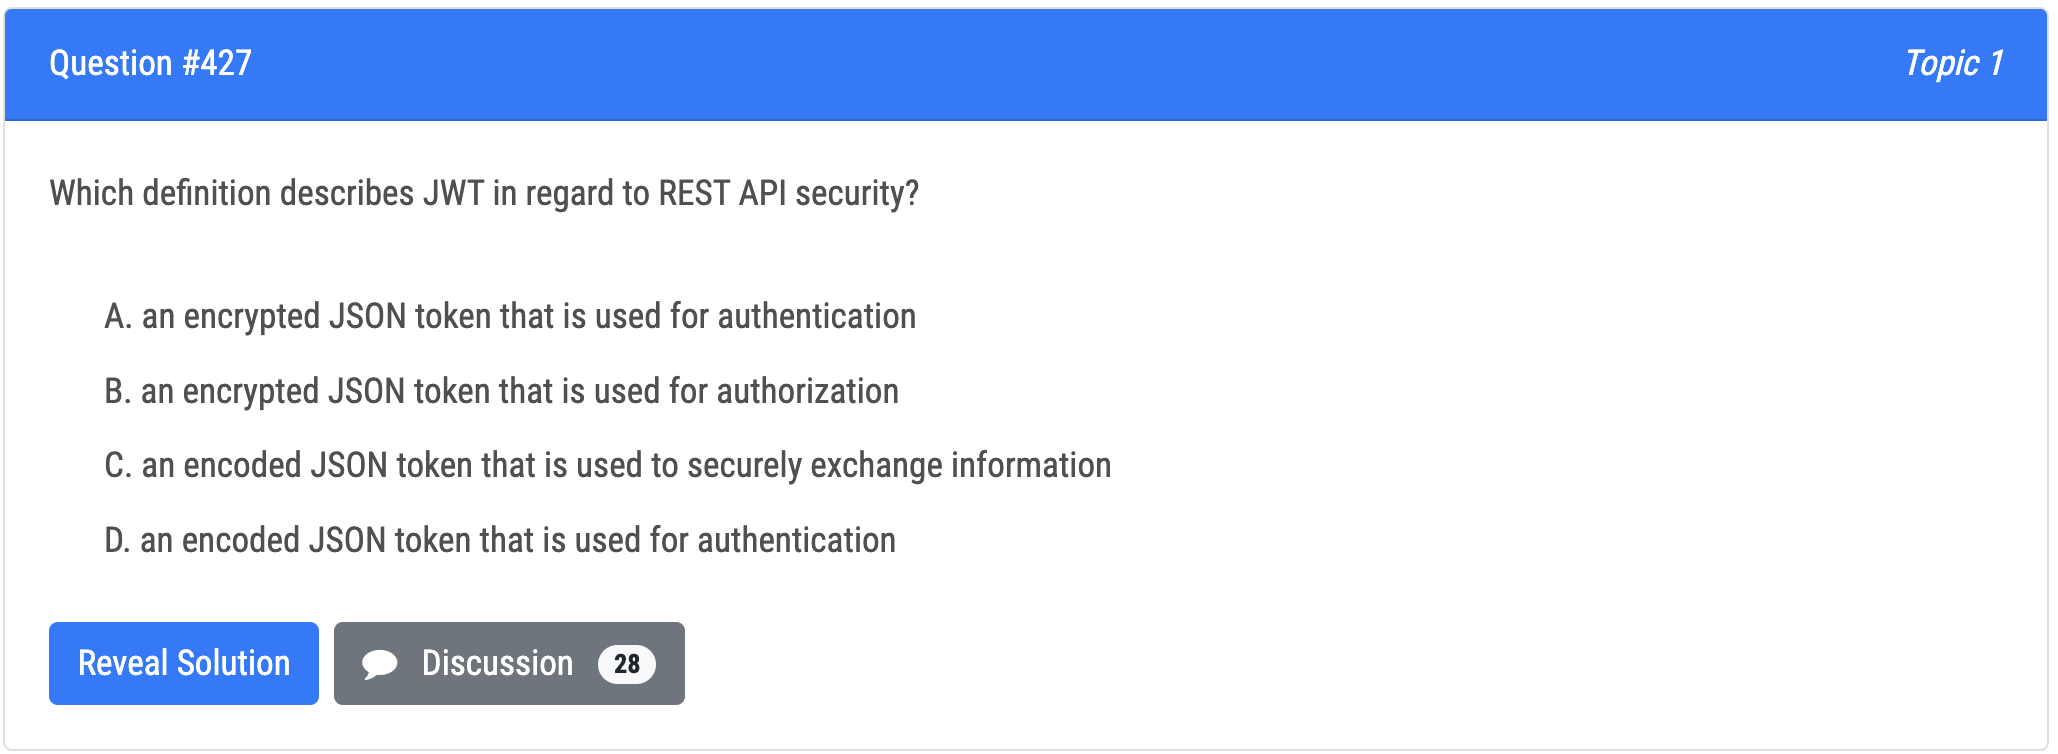 Question #427
Topic 1
Which definition describes JWT in regard to REST API security?
A. an encrypted JSON token that is used for authentication
B. an encrypted JSON token that is used for authorization
C. an encoded JSON token that is used to securely exchange information
D. an encoded JSON token that is used for authentication
Reveal Solution
Discussion 28